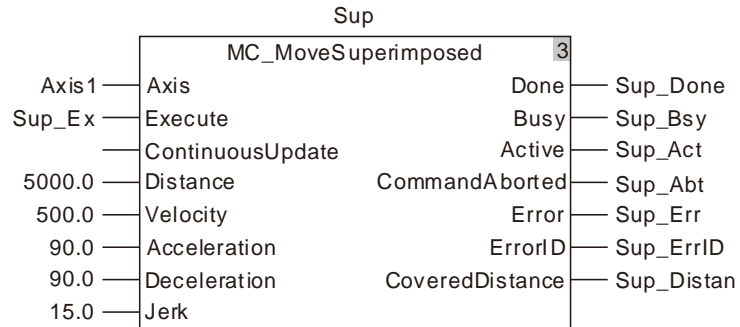 Sup
MC_MoveSuperimposed 3
Axis1 Axis Done Sup_Done
Sup_Ex Execute Busy Sup_Bsy
ContinuousUpdate Active Sup_Act
5000.0 Distance CommandAborted Sup_Abt
500.0 Velocity Error Sup_Err
90.0 Acceleration ErrorID Sup_ErrID
90.0 Deceleration CoveredDistance Sup_Distan
15.0 Jerk